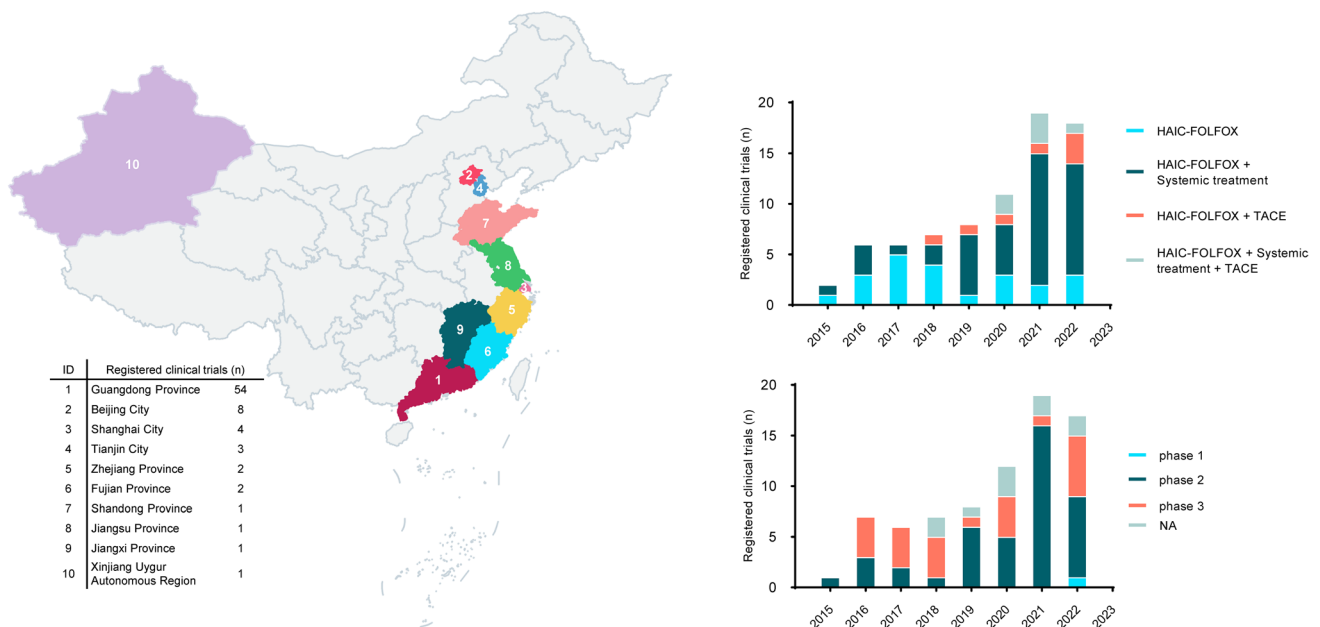 10
2
4
7
8
3
5
9
6
1
ID Registered clinical trials (n)
1 Guangdong Province 54
2 Beijing City 8
3 Shanghai City 4
4 Tianjin City 3
5 Zhejiang Province 2
6 Fujian Province 2
7 Shandong Province 1
8 Jiangsu Province 1
9 Jiangxi Province 1
10 Xinjiang Uygur
Autonomous Region 1
Registered clinical trials (n)
20
15
10
5
0
2015 2016 2017 2018 2019 2020 2021 2022 2023
HAIC-FOLFOX
HAIC-FOLFOX +
Systemic treatment
HAIC-FOLFOX + TACE
HAIC-FOLFOX + Systemic
treatment + TACE
Registered clinical trials (n)
20
15
10
5
0
2015 2016 2017 2018 2019 2020 2021 2022 2023
phase 1
phase 2
phase 3
NA